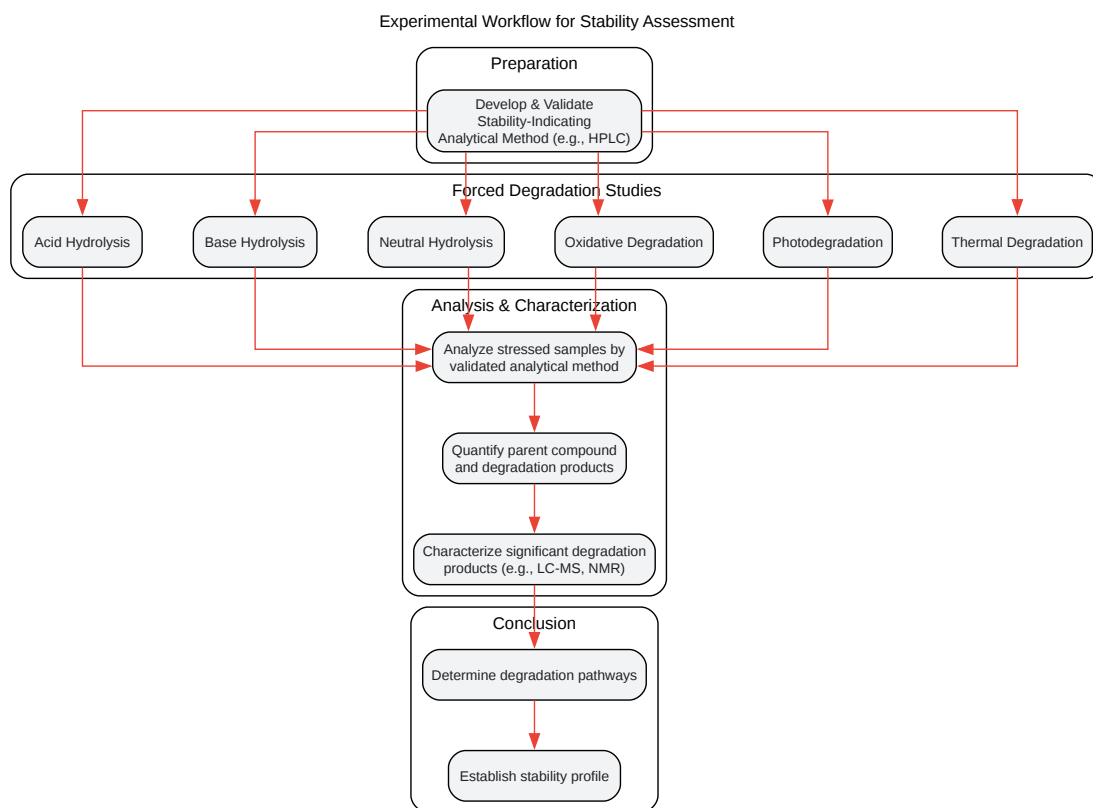 Experimental Workflow for Stability Assessment
Preparation
Develop & Validate
Stability-Indicating
Analytical Method (e.g., HPLC)
Forced Degradation Studies
Acid Hydrolysis
Base Hydrolysis
Neutral Hydrolysis
Oxidative Degradation
Photodegradation
Thermal Degradation
Analysis & Characterization
Analyze stressed samples by
validated analytical method
Quantify parent compound
and degradation products
Characterize significant degradation
products (e.g., LC-MS, NMR)
Conclusion
Determine degradation pathways
Establish stability profile